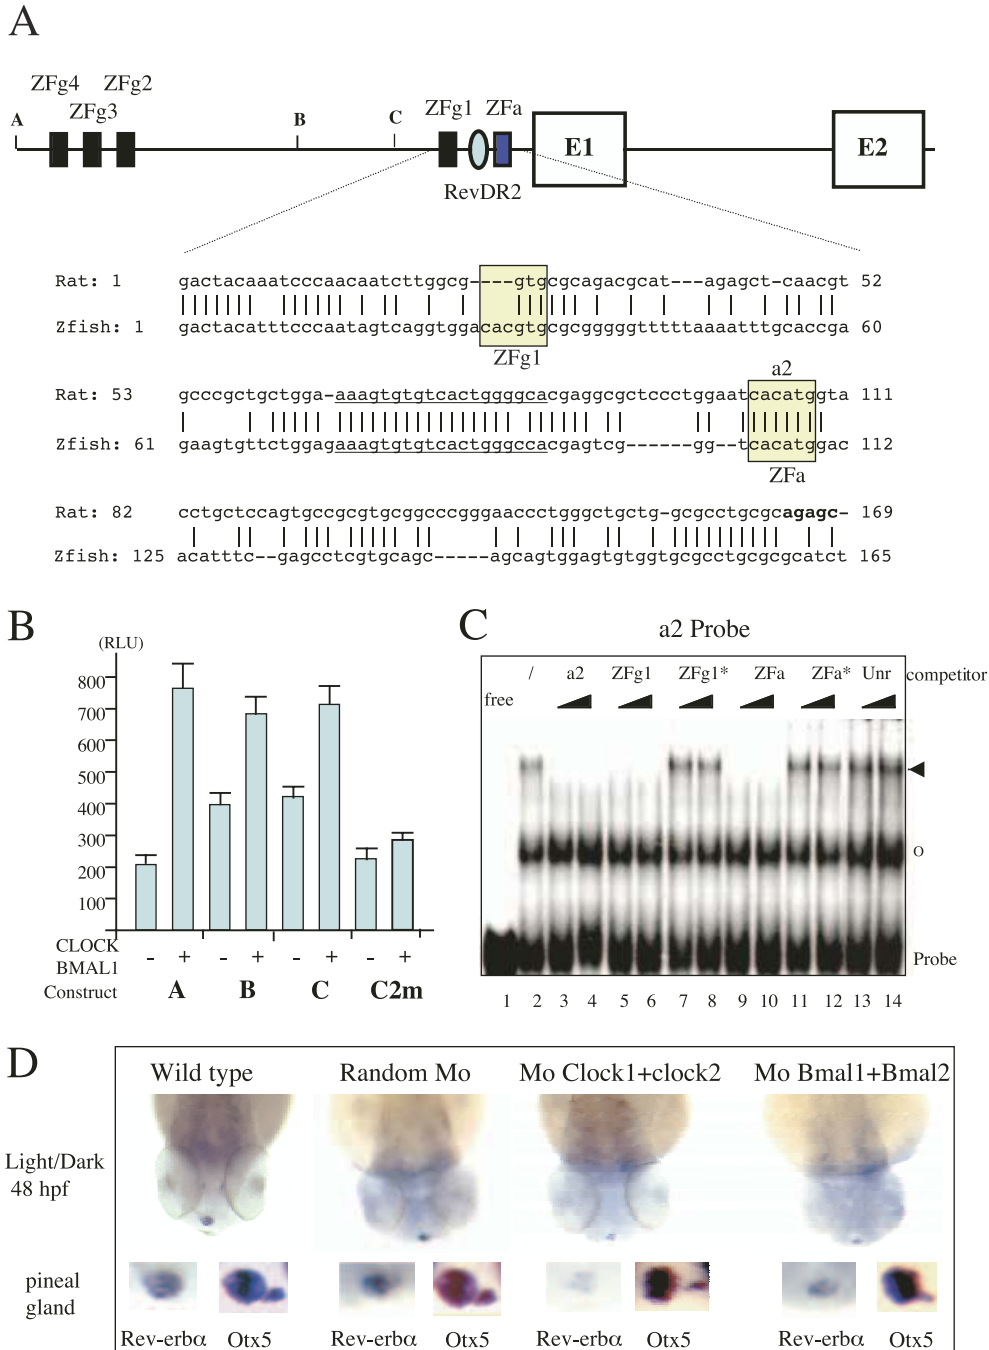 A
ZFg4 ZFg2
ZFg3
ZFg1 ZFa
A B C
E1 E2
RevDR2
Rat: 1 gactacaaatcccaacaatcttggcg----gtgcgcagacgcat---agagct-caacgt 52
Zfish: 1 gactacatttcccaatagtcaggtggacacgtgcgcgggggtttttaaaatttgcaccga 60
ZFg1
a2
Rat: 53 gcccgctgctgga-aaagtgtgtcactggggcacgaggcgctccctggaatcacatggta 111
Zfish: 61 gaagtgttctggagaaagtgtgtcactgggccacgagtcg------gg--tcacatggac 112
ZFa
Rat: 82 cctgctccagtgccgcgtgcggcccgggaaccctgggctgctg-gcgcctgcgcagagc- 169
Zfish: 125 acatttc--gagcctcgtgcagc-----agcagtggagtgtggtgcgcctgcgcgcatct 165
B
(RLU)
800
700
600
500
400
300
200
100
CLOCK
BMAL1
- + - + - + - +
Construct A B C C2m
C
a2 Probe
/ a2 ZFg1 ZFg1* ZFa ZFa* Unr competitor
free
o
Probe
1 2 3 4 5 6 7 8 9 10 11 12 13 14
D
Wild type Random Mo Mo Clock1+clock2 Mo Bmal1+Bmal2
Light/Dark
48 hpf
pineal
gland
Rev-erbα Otx5 Rev-erbα Otx5 Rev-erbα Otx5 Rev-erbα Otx5